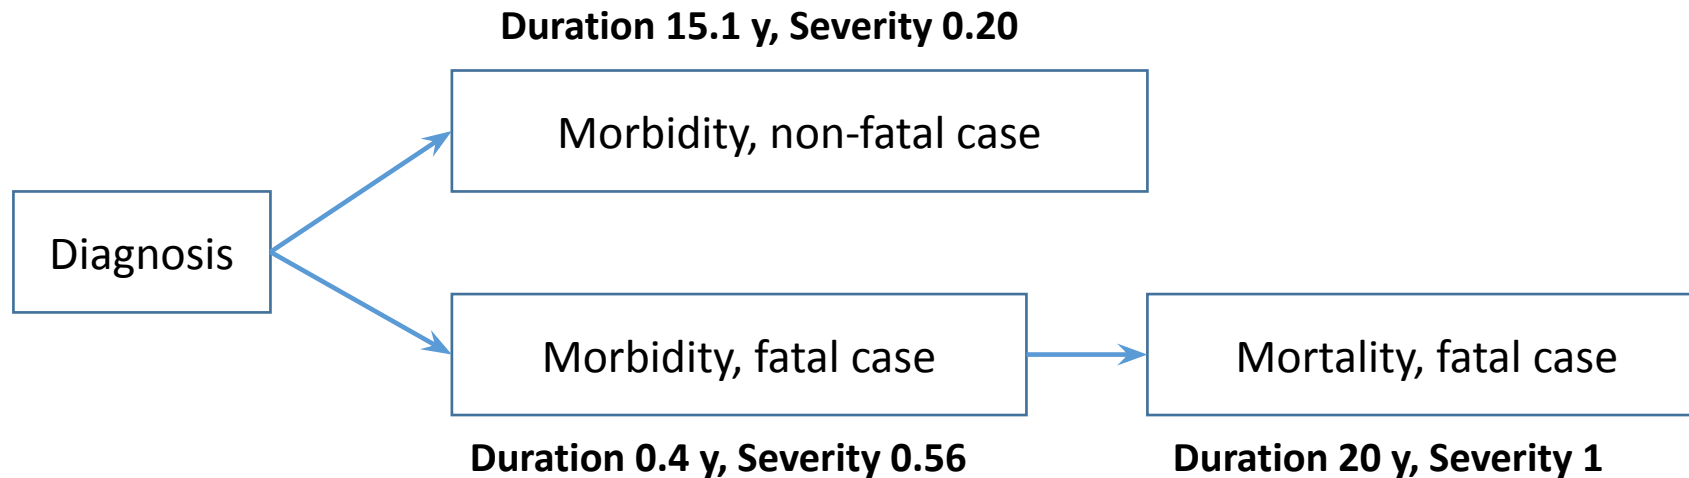 Duration 15.1 y, Severity 0.20
Morbidity, non-fatal case
Diagnosis
Morbidity, fatal case
Mortality, fatal case
Duration 0.4 y, Severity 0.56
Duration 20 y, Severity 1